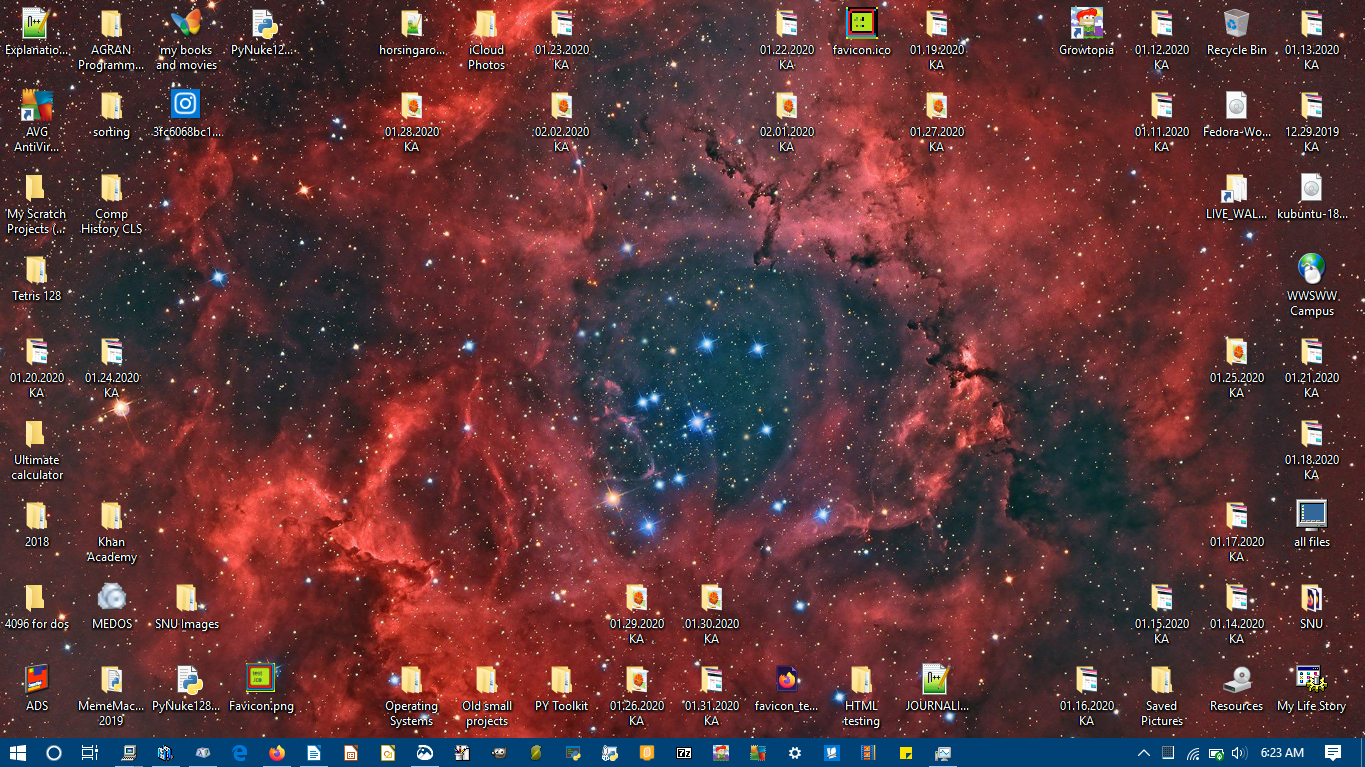 Explanatio...
AGRAN
Programm...
my books
and movies
PyNuke12...
horsingaro...
iCloud
Photos
01.23.2020
KA
01.22.2020
KA
favicon.ico
01.19.2020
KA
Growtopia
01.12.2020
KA
Recycle Bin
01.13.2020
KA
AVG
AntiVir...
sorting
3fc6068bc1...
01.28.2020
KA
02.02.2020
KA
02.01.2020
KA
01.27.2020
KA
01.11.2020
KA
Fedora-Wo...
12.29.2019
KA
My Scratch
Projects (...
Comp
History CLS
LIVE_WAL...
kubuntu-18...
Tetris 128
WWSWW
Campus
01.20.2020
KA
01.24.2020
KA
01.25.2020
KA
01.21.2020
KA
Ultimate
calculator
01.18.2020
KA
2018
Khan
Academy
01.17.2020
KA
all files
4096 for dos
MEDOS
SNU Images
01.29.2020
KA
01.30.2020
KA
01.15.2020
KA
01.14.2020
KA
SNU
ADS
MemeMac...
2019
PyNuke128...
Favicon.png
Operating
Systems
Old small
projects
PY Toolkit
01.26.2020
KA
01.31.2020
KA
favicon_te...
HTML
testing
JOURNALI...
01.16.2020
KA
Saved
Pictures
Resources
My Life Story
6:23 AM